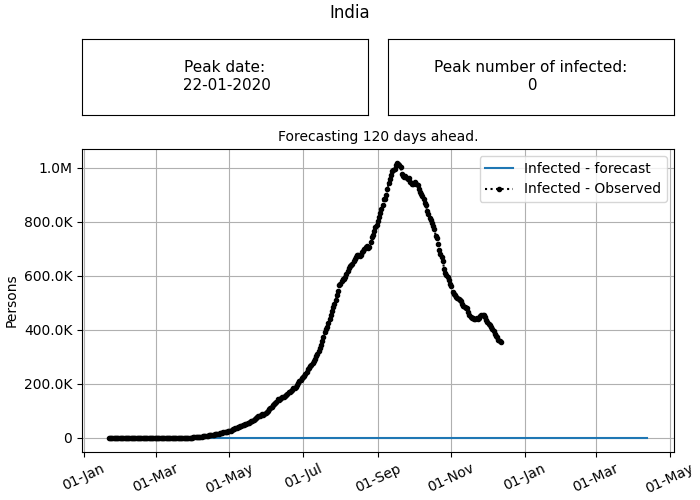 India
Peak date:
22-01-2020
Peak number of infected:
0
Forecasting 120 days ahead.
Infected - forecast
Infected - Observed
Persons
1.0M
800.0K
600.0K
400.0K
200.0K
0
01-Jan
01-Mar
01-May
01-Jul
01-Sep
01-Nov
01-Jan
01-Mar
01-May